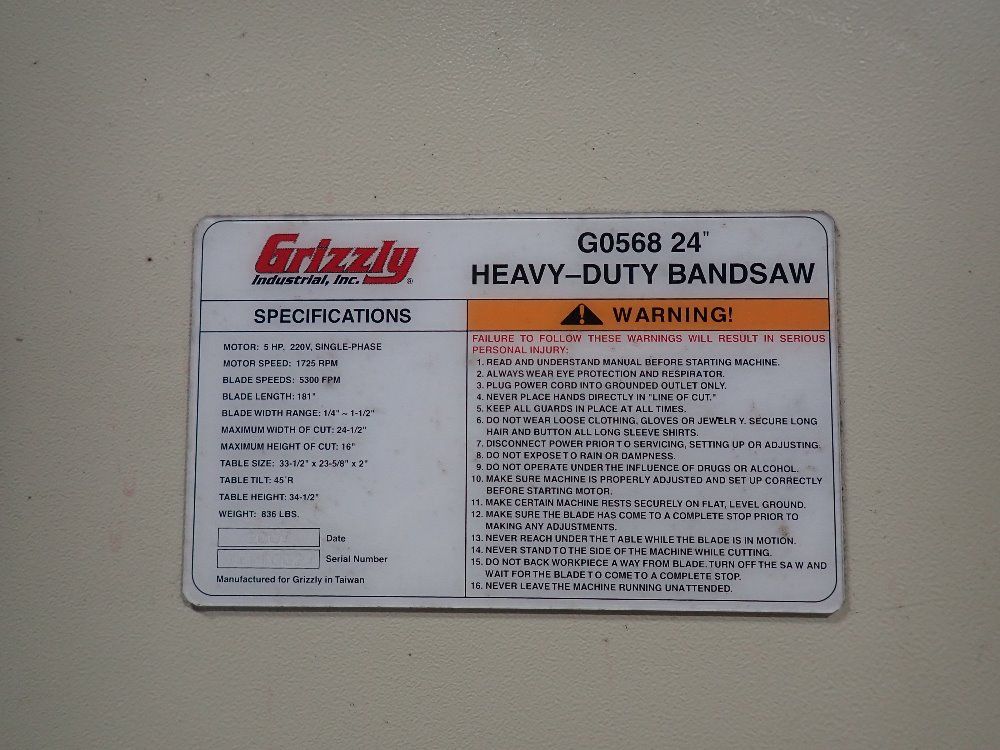 Grizzly
Industrial, Inc. ®
SPECIFICATIONS
MOTOR: 5 HP, 220V, SINGLE-PHASE
MOTOR SPEED: 1725 RPM
BLADE SPEEDS: 5300 FPM
BLADE LENGTH: 181"
BLADE WIDTH RANGE: 1/4" ~ 1-1/2"
MAXIMUM WIDTH OF CUT: 24-1/2"
MAXIMUM HEIGHT OF CUT: 16"
TABLE SIZE: 33-1/2" x 23-5/8" x 2"
TABLE TILT: 45°R
TABLE HEIGHT: 34-1/2"
WEIGHT: 836 LBS.
Date
Serial Number
Manufactured for Grizzly in Taiwan
G0568 24"
HEAVY-DUTY BANDSAW
WARNING!
FAILURE TO FOLLOW THESE WARNINGS WILL RESULT IN SERIOUS
PERSONAL INJURY:
1. READ AND UNDERSTAND MANUAL BEFORE STARTING MACHINE.
2. ALWAYS WEAR EYE PROTECTION AND RESPIRATOR.
3. PLUG POWER CORD INTO GROUNDED OUTLET ONLY.
4. NEVER PLACE HANDS DIRECTLY IN "LINE OF CUT."
5. KEEP ALL GUARDS IN PLACE AT ALL TIMES.
6. DO NOT WEAR LOOSE CLOTHING, GLOVES OR JEWELRY. SECURE LONG
HAIR AND BUTTON ALL LONG SLEEVE SHIRTS.
7. DISCONNECT POWER PRIOR TO SERVICING, SETTING UP OR ADJUSTING.
8. DO NOT EXPOSE TO RAIN OR DAMPNESS.
9. DO NOT OPERATE UNDER THE INFLUENCE OF DRUGS OR ALCOHOL.
10. MAKE SURE MACHINE IS PROPERLY ADJUSTED AND SET UP CORRECTLY
BEFORE STARTING MOTOR.
11. MAKE CERTAIN MACHINE RESTS SECURELY ON FLAT, LEVEL GROUND.
12. MAKE SURE THE BLADE HAS COME TO A COMPLETE STOP PRIOR TO
MAKING ANY ADJUSTMENTS.
13. NEVER REACH UNDER THE TABLE WHILE THE BLADE IS IN MOTION.
14. NEVER STAND TO THE SIDE OF THE MACHINE WHILE CUTTING.
15. DO NOT BACK WORKPIECE AWAY FROM BLADE. TURN OFF THE SAW AND
WAIT FOR THE BLADE TO COME TO A COMPLETE STOP.
16. NEVER LEAVE THE MACHINE RUNNING UNATTENDED.